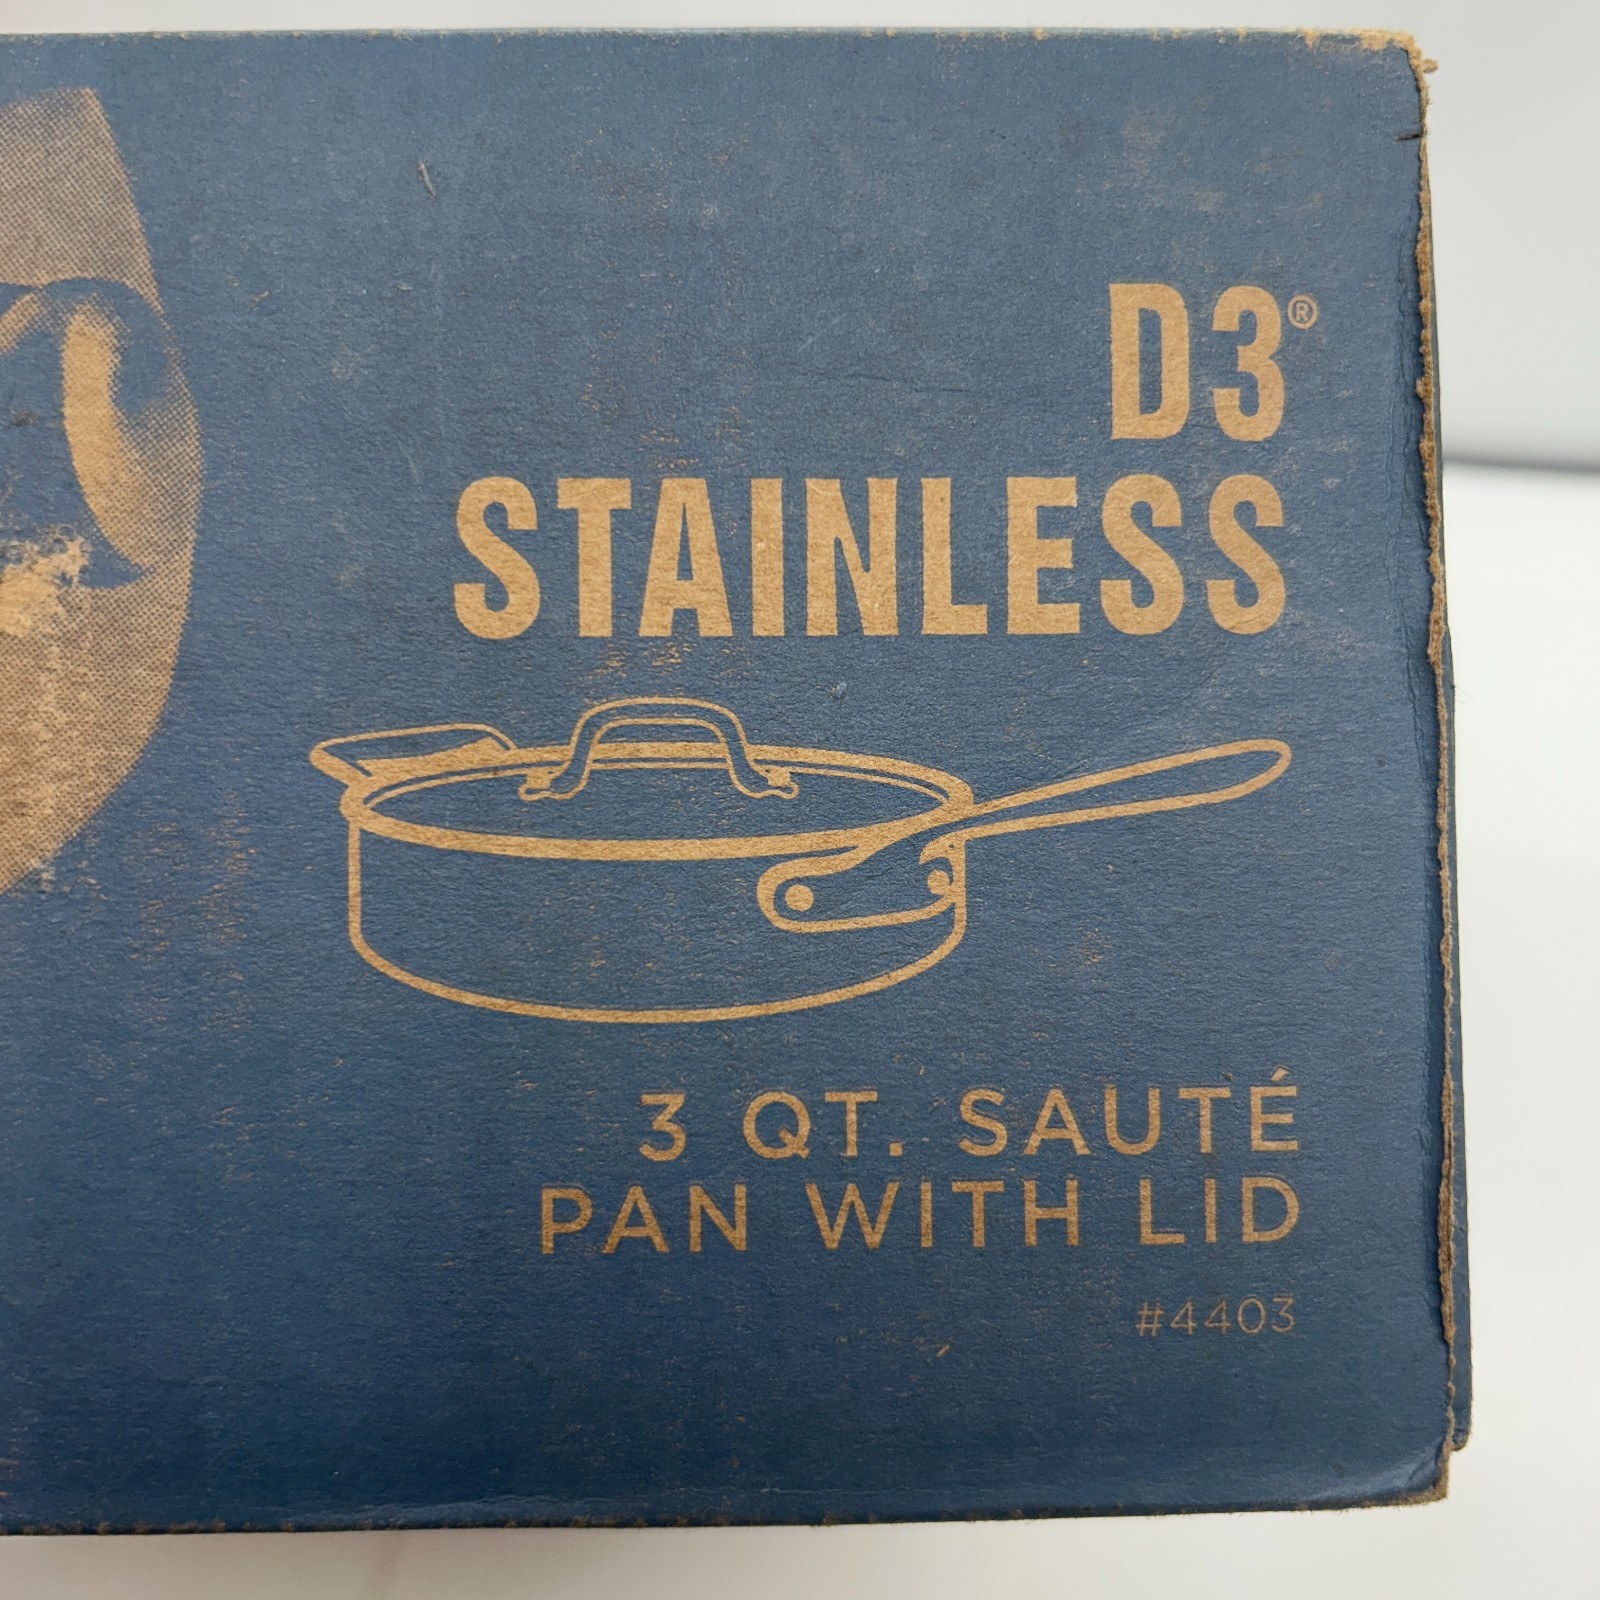 D3®
STAINLESS
3 QT. SAUTÉ
PAN WITH LID
#4403